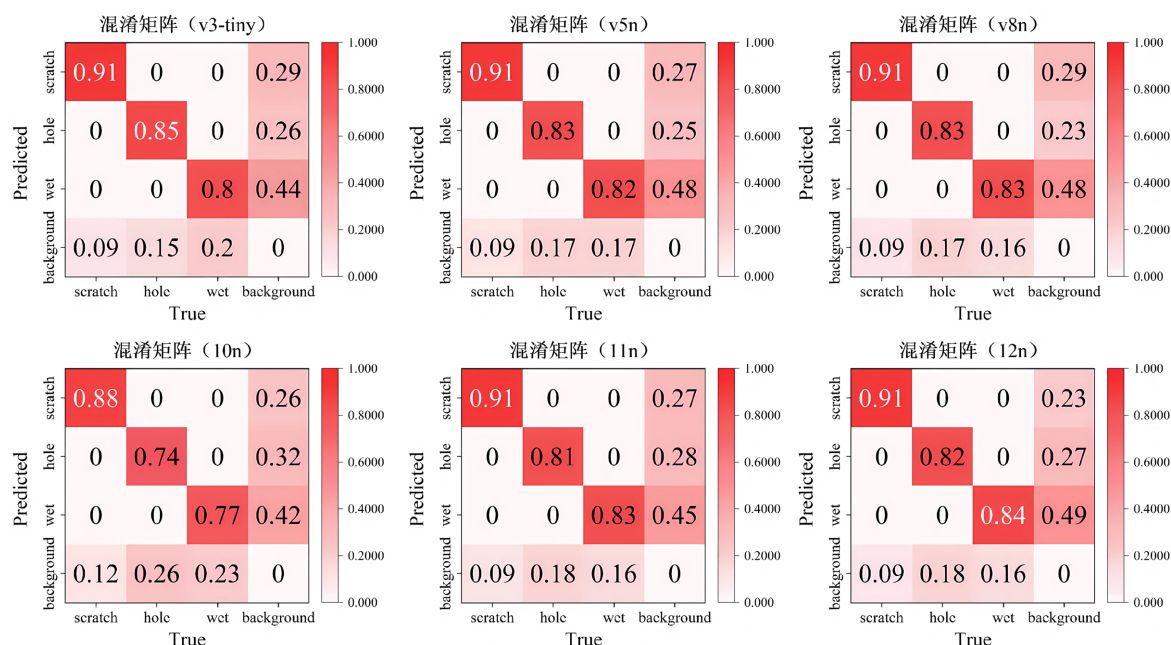 混淆矩阵（v3-tiny）
1.000
0.8000
0.6000
0.4000
0.2000
0.000
Predicted
scratch
hole
wet
background
0.91 0 0 0.29
0 0.85 0 0.26
0 0 0.8 0.44
0.09 0.15 0.2 0
scratch hole wet background
True
混淆矩阵（v5n）
1.000
0.8000
0.6000
0.4000
0.2000
0.000
Predicted
scratch
hole
wet
background
0.91 0 0 0.27
0 0.83 0 0.25
0 0 0.82 0.48
0.09 0.17 0.17 0
scratch hole wet background
True
混淆矩阵（v8n）
1.000
0.8000
0.6000
0.4000
0.2000
0.000
Predicted
scratch
hole
wet
background
0.91 0 0 0.29
0 0.83 0 0.23
0 0 0.83 0.48
0.09 0.17 0.16 0
scratch hole wet background
True
混淆矩阵（10n）
1.000
0.8000
0.6000
0.4000
0.2000
0.000
Predicted
scratch
hole
wet
background
0.88 0 0 0.26
0 0.74 0 0.32
0 0 0.77 0.42
0.12 0.26 0.23 0
scratch hole wet background
True
混淆矩阵（11n）
1.000
0.8000
0.6000
0.4000
0.2000
0.000
Predicted
scratch
hole
wet
background
0.91 0 0 0.27
0 0.81 0 0.28
0 0 0.83 0.45
0.09 0.18 0.16 0
scratch hole wet background
True
混淆矩阵（12n）
1.000
0.8000
0.6000
0.4000
0.2000
0.000
Predicted
scratch
hole
wet
background
0.91 0 0 0.23
0 0.82 0 0.27
0 0 0.84 0.49
0.09 0.18 0.16 0
scratch hole wet background
True